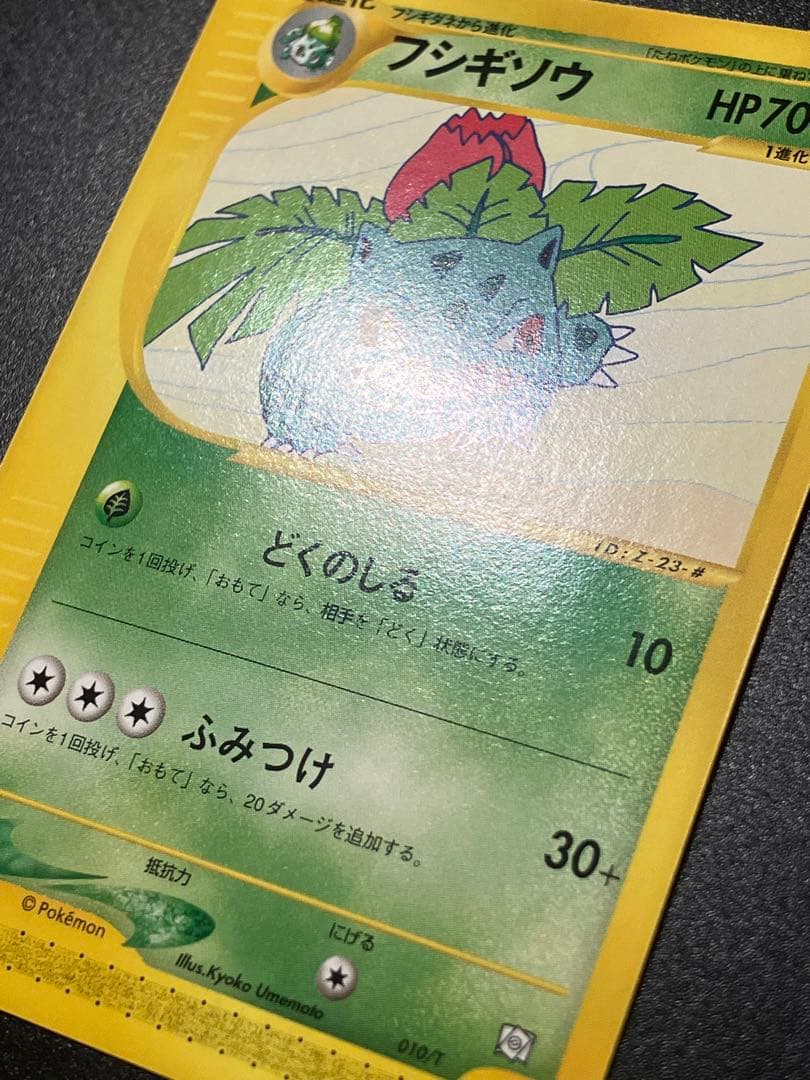 フシギダネから進化
フシギソウ
「たねポケモン」の上に重ね
HP70
1進化
ID:Z-23-#
どくのしる
10
コインを1回投げ、「おもて」なら、相手を「どく」状態にする。
ふみつけ
30+
コインを1回投げ、「おもて」なら、20ダメージを追加する。
抵抗力
にげる
©Pokémon
Illus.Kyoko Umemoto
010/T